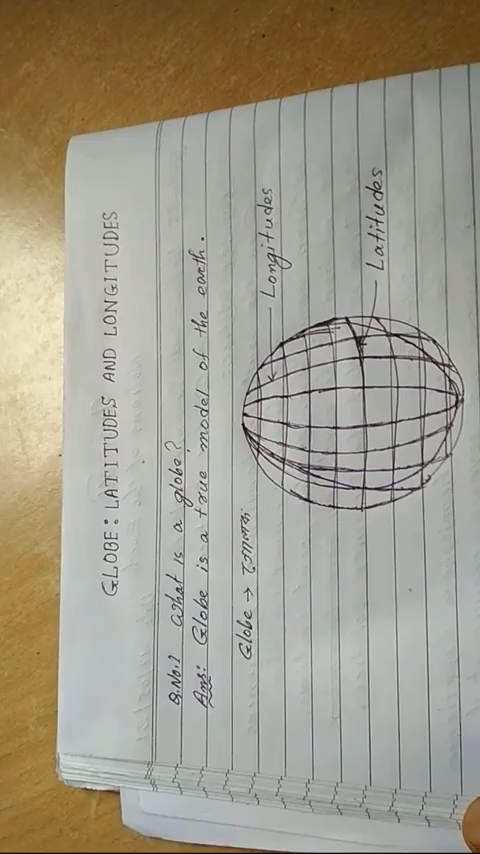 GLOBE: LATITUDES AND LONGITUDES
Q.No.1 What is a globe?
Ans: Globe is a true model of the earth.
Globe →
Longitudes
Latitudes